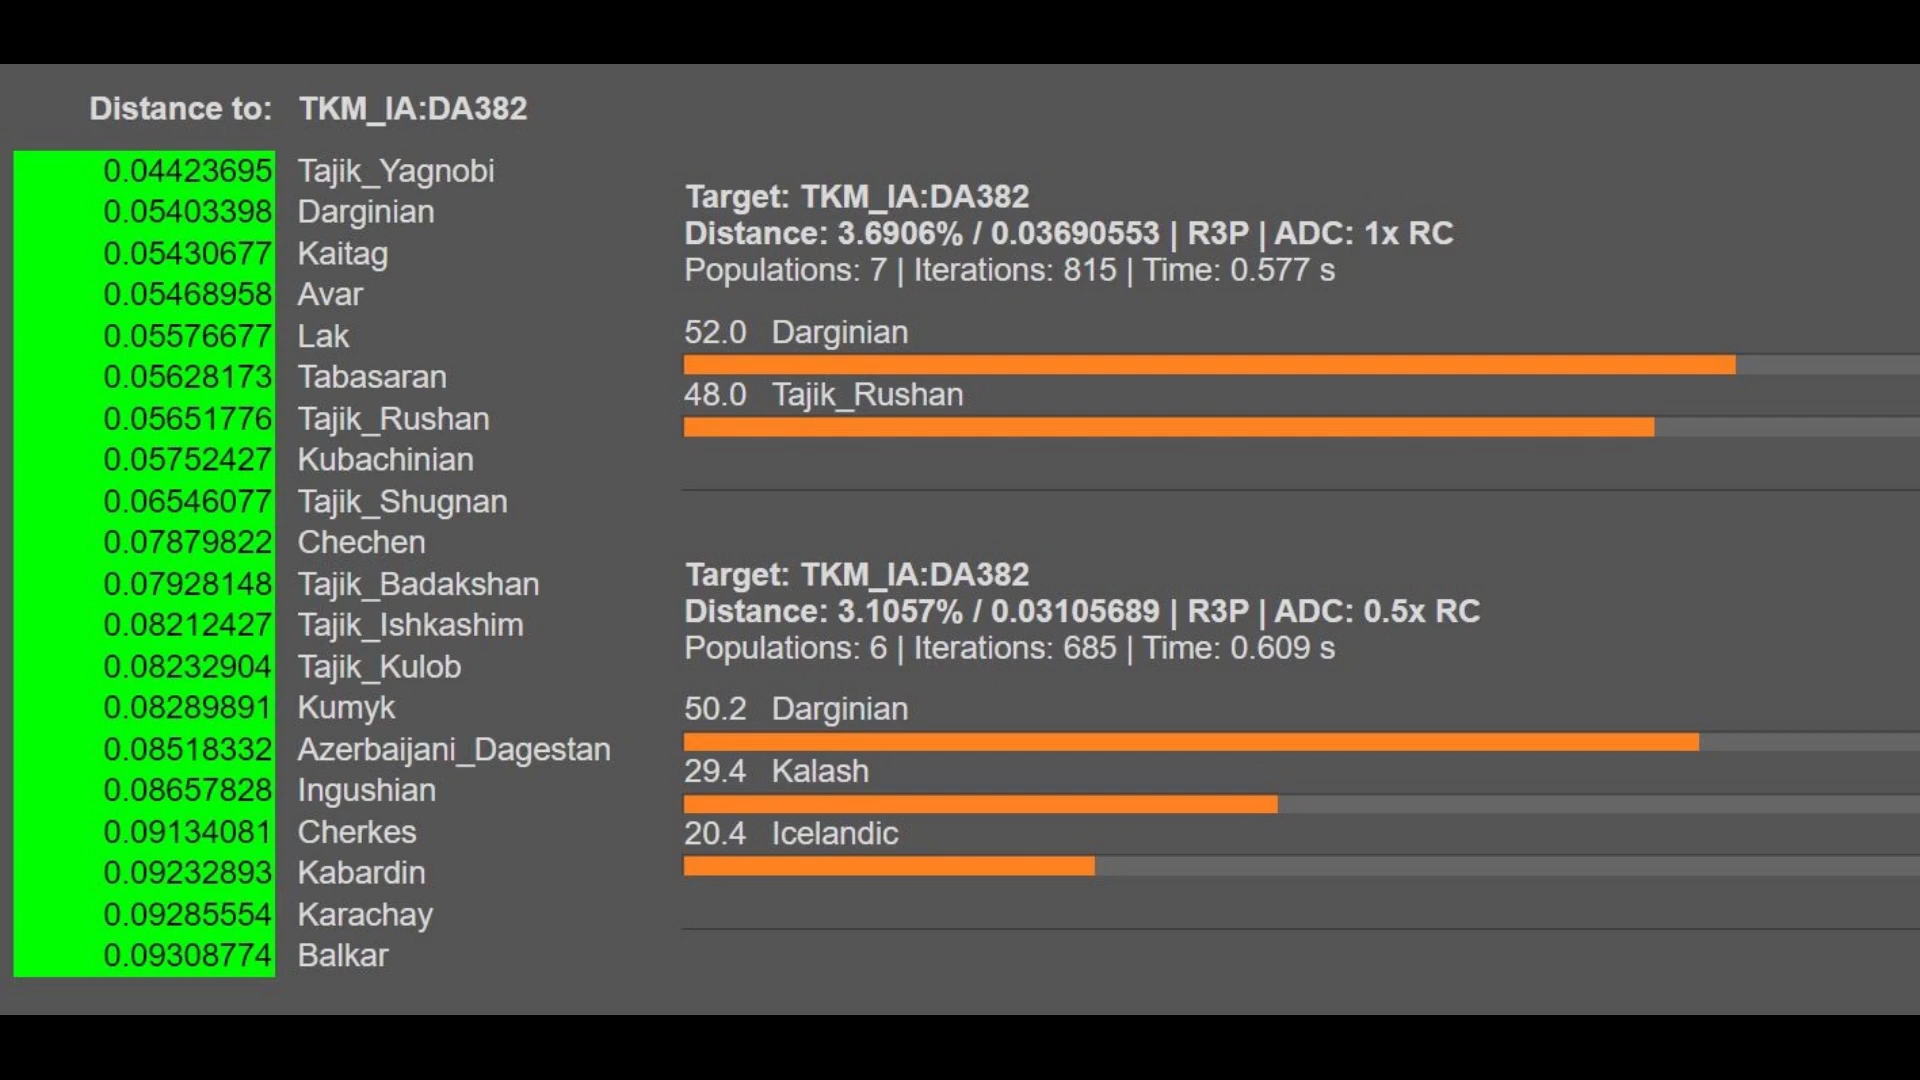 Distance to: TKM_IA:DA382
0.04423695 Tajik_Yagnobi
0.05403398 Darginian
0.05430677 Kaitag
0.05468958 Avar
0.05576677 Lak
0.05628173 Tabasaran
0.05651776 Tajik_Rushan
0.05752427 Kubachinian
0.06546077 Tajik_Shugnan
0.07879822 Chechen
0.07928148 Tajik_Badakshan
0.08212427 Tajik_Ishkashim
0.08232904 Tajik_Kulob
0.08289891 Kumyk
0.08518332 Azerbaijani_Dagestan
0.08657828 Ingushian
0.09134081 Cherkes
0.09232893 Kabardin
0.09285554 Karachay
0.09308774 Balkar
Target: TKM_IA:DA382
Distance: 3.6906% / 0.03690553 | R3P | ADC: 1x RC
Populations: 7 | Iterations: 815 | Time: 0.577 s
52.0 Darginian
48.0 Tajik_Rushan
Target: TKM_IA:DA382
Distance: 3.1057% / 0.03105689 | R3P | ADC: 0.5x RC
Populations: 6 | Iterations: 685 | Time: 0.609 s
50.2 Darginian
29.4 Kalash
20.4 Icelandic